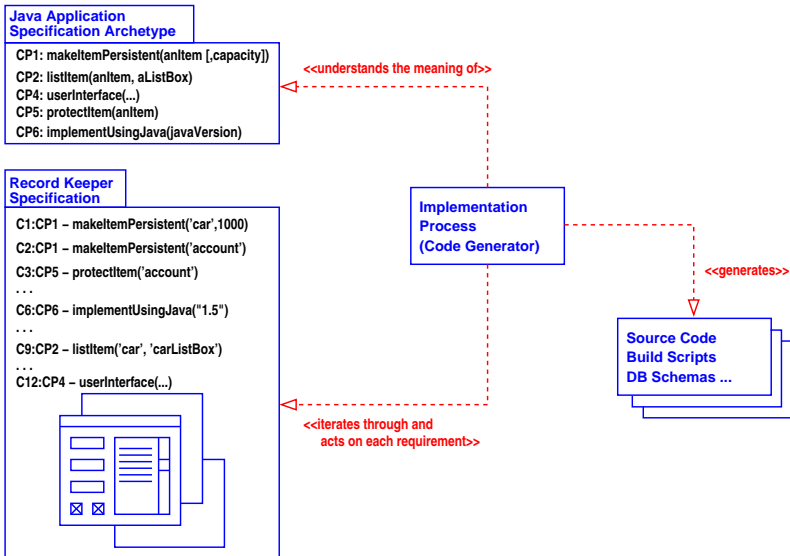 Java Application
Specification Archetype
CP1: makeItemPersistent(anItem [,capacity])
CP2: listItem(anItem, aListBox)
CP4: userInterface(...)
CP5: protectItem(anItem)
CP6: implementUsingJava(javaVersion)
<<understands the meaning of>>
Record Keeper
Specification
C1:CP1 – makeItemPersistent('car',1000)
C2:CP1 – makeItemPersistent('account')
C3:CP5 – protectItem('account')
. . .
C6:CP6 – implementUsingJava("1.5")
. . .
C9:CP2 – listItem('car', 'carListBox')
. . .
C12:CP4 – userInterface(...)
Implementation
Process
(Code Generator)
<<generates>>
Source Code
Build Scripts
DB Schemas ...
<<iterates through and
acts on each requirement>>